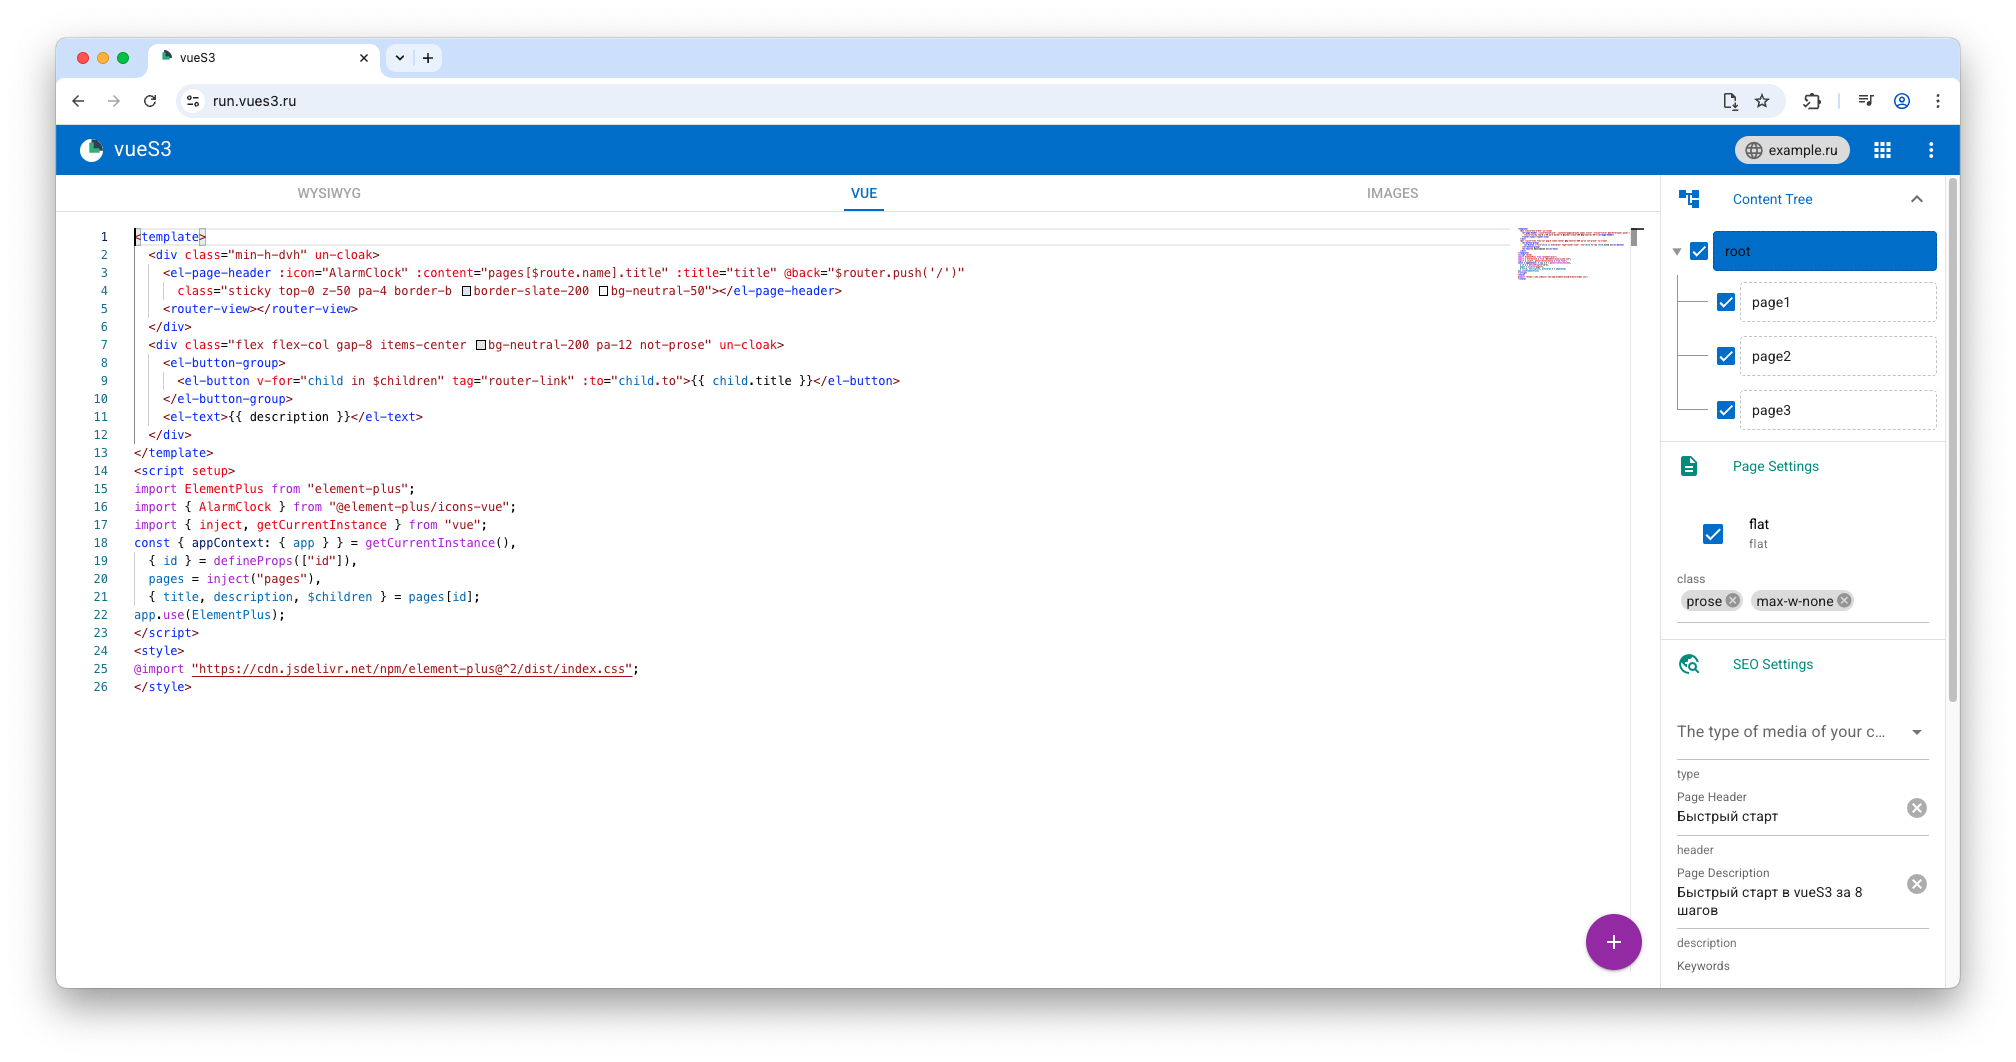 vueS3
run.vues3.ru
vueS3
example.ru
WYSIWYG
VUE
IMAGES
1 <template>
2 <div class="min-h-dvh" un-cloak>
3 <el-page-header :icon="AlarmClock" :content="pages[$route.name].title" :title="title" @back="$router.push('/')"
4 class="sticky top-0 z-50 pa-4 border-b border-slate-200 bg-neutral-50"></el-page-header>
5 <router-view></router-view>
6 </div>
7 <div class="flex flex-col gap-8 items-center bg-neutral-200 pa-12 not-prose" un-cloak>
8 <el-button-group>
9 <el-button v-for="child in $children" tag="router-link" :to="child.to">{{ child.title }}</el-button>
10 </el-button-group>
11 <el-text>{{ description }}</el-text>
12 </div>
13 </template>
14 <script setup>
15 import ElementPlus from "element-plus";
16 import { AlarmClock } from "@element-plus/icons-vue";
17 import { inject, getCurrentInstance } from "vue";
18 const { appContext: { app } } = getCurrentInstance(),
19 { id } = defineProps(["id"]),
20 pages = inject("pages"),
21 { title, description, $children } = pages[id];
22 app.use(ElementPlus);
23 </script>
24 <style>
25 @import "https://cdn.jsdelivr.net/npm/element-plus@^2/dist/index.css";
26 </style>
Content Tree
root
page1
page2
page3
Page Settings
flat
flat
class
prose max-w-none
SEO Settings
The type of media of your c...
type
Page Header
Быстрый старт
header
Page Description
Быстрый старт в vueS3 за 8
шагов
description
Keywords